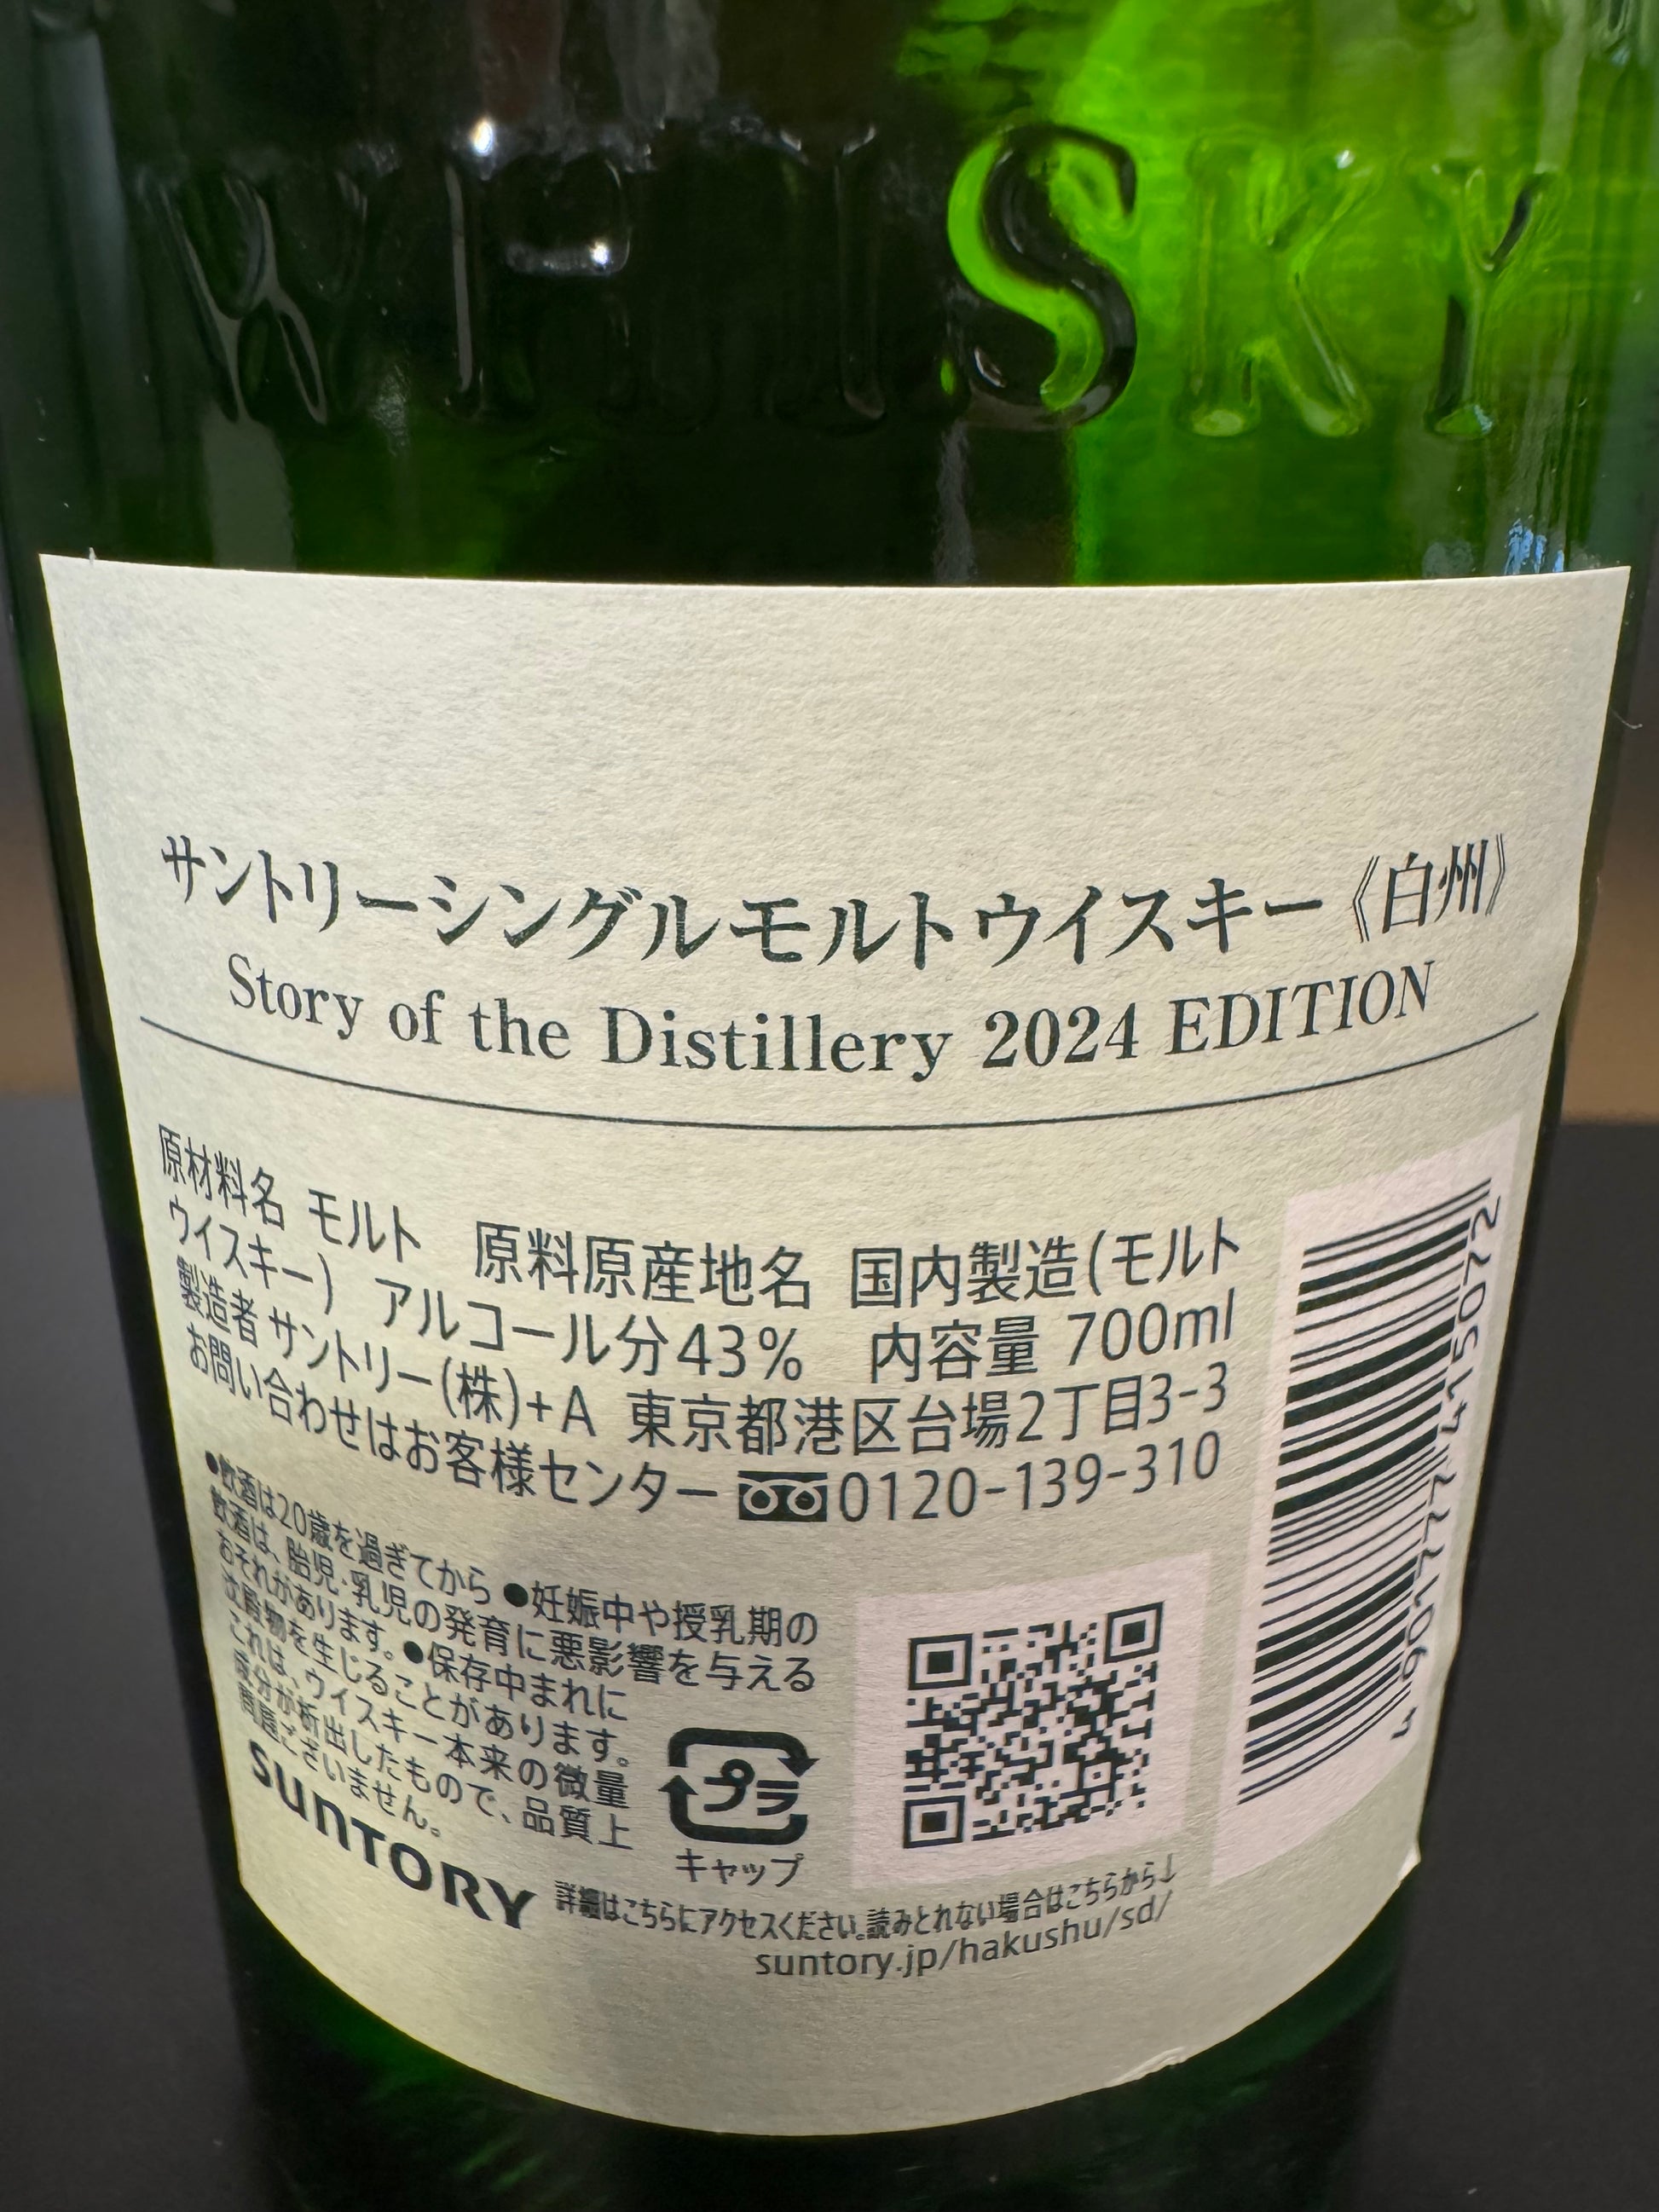 WHISKY
サントリーシングルモルトウイスキー《白州》
Story of the Distillery 2024 EDITION
原材料名 モルト 原料原産地名 国内製造(モルト
ウイスキー) アルコール分43% 内容量 700ml
製造者 サントリー(株)+A 東京都港区台場2丁目3-3
お問い合わせはお客様センター 0120-139-310
●飲酒は20歳を過ぎてから ●妊娠中や授乳期の
飲酒は、胎児・乳児の発育に悪影響を与える
おそれがあります。●保存中まれに
沈殿物を生じることがあります。
これは、ウイスキー本来の微量
成分が析出したもので、品質上
問題ございません。
プラ
キャップ
SUNTORY
詳細はこちらにアクセスください。読みとれない場合はこちらから↓
suntory.jp/hakushu/sd/
4 901777 415072